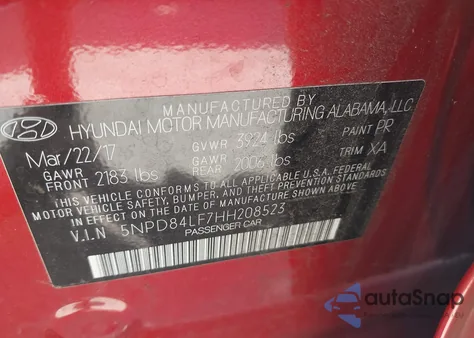 MANUFACTURED BY
HYUNDAI MOTOR MANUFACTURING ALABAMA, LLC
Mar/22/17 GVWR 3924 lbs PAINT PR
GAWR FRONT 2183 lbs GAWR REAR 2006 lbs TRIM XA
THIS VEHICLE CONFORMS TO ALL APPLICABLE U.S.A. FEDERAL
MOTOR VEHICLE SAFETY, BUMPER, AND THEFT PREVENTION STANDARDS
IN EFFECT ON THE DATE OF MANUFACTURE SHOWN ABOVE.
V.I.N 5NPD84LF7HH208523
PASSENGER CAR
autoSnap